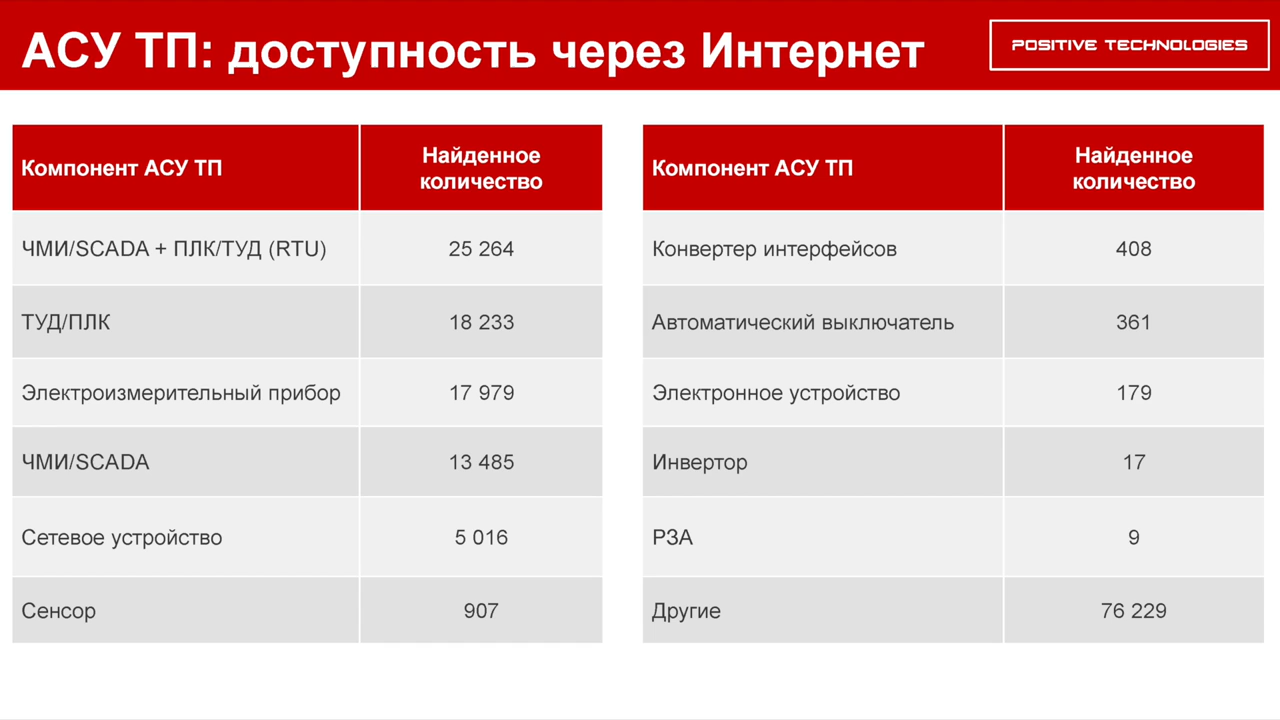 АСУ ТП: доступность через Интернет
POSITIVE TECHNOLOGIES
Компонент АСУ ТП
Найденное
количество
ЧМИ/SCADA + ПЛК/ТУД (RTU)
25 264
ТУД/ПЛК
18 233
Электроизмерительный прибор
17 979
ЧМИ/SCADA
13 485
Сетевое устройство
5 016
Сенсор
907
Компонент АСУ ТП
Найденное
количество
Конвертер интерфейсов
408
Автоматический выключатель
361
Электронное устройство
179
Инвертор
17
РЗА
9
Другие
76 229